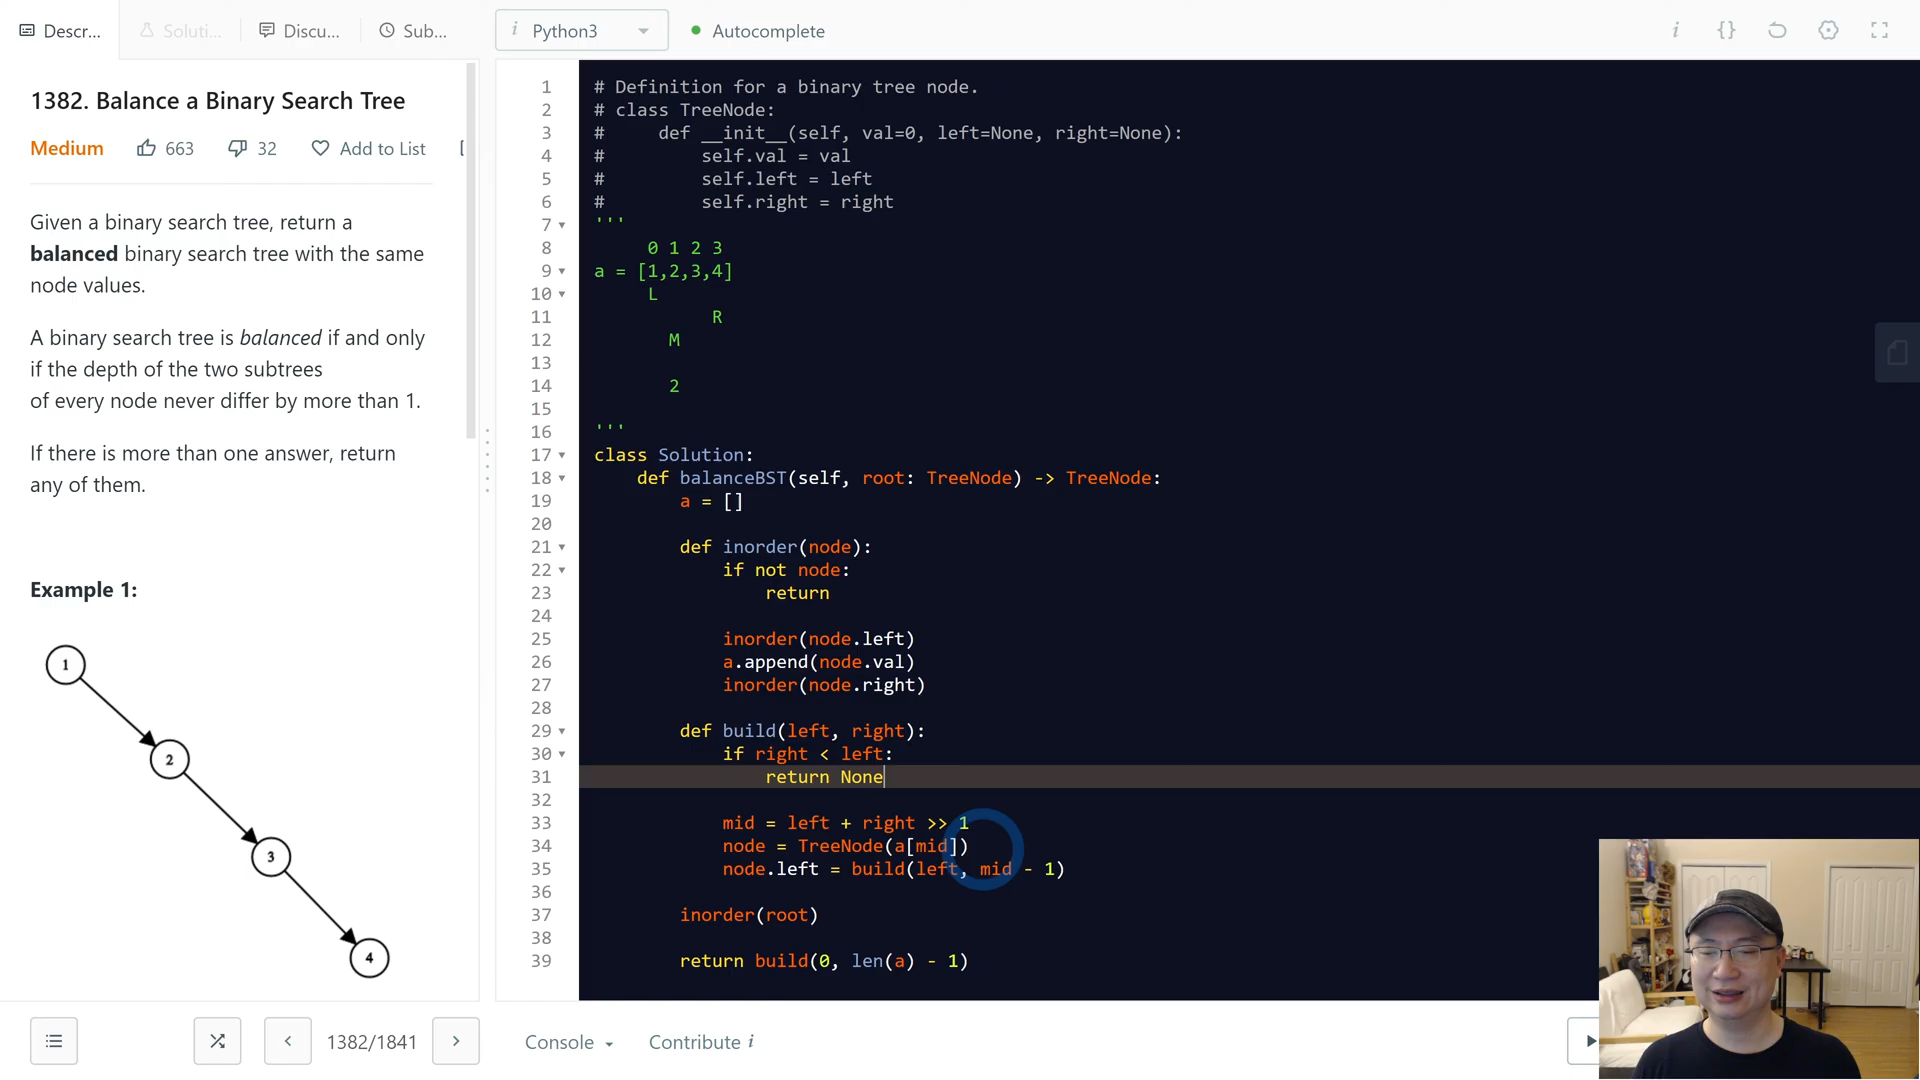 Descr...
Soluti...
Discu...
Sub...
i Python3
Autocomplete
i {}
1382. Balance a Binary Search Tree
Medium 663 32 Add to List
Given a binary search tree, return a
balanced binary search tree with the same
node values.
A binary search tree is balanced if and only
if the depth of the two subtrees
of every node never differ by more than 1.
If there is more than one answer, return
any of them.
Example 1:
1
2
3
4
1 # Definition for a binary tree node.
2 # class TreeNode:
3 #     def __init__(self, val=0, left=None, right=None):
4 #         self.val = val
5 #         self.left = left
6 #         self.right = right
7 '''
8      0 1 2 3
9 a = [1,2,3,4]
10      L
11            R
12        M
13
14        2
15
16 '''
17 class Solution:
18     def balanceBST(self, root: TreeNode) -> TreeNode:
19         a = []
20
21         def inorder(node):
22             if not node:
23                 return
24
25             inorder(node.left)
26             a.append(node.val)
27             inorder(node.right)
28
29         def build(left, right):
30             if right < left:
31                 return None
32
33             mid = left + right >> 1
34             node = TreeNode(a[mid])
35             node.left = build(left, mid - 1)
36
37         inorder(root)
38
39         return build(0, len(a) - 1)
1382/1841
Console
Contribute i